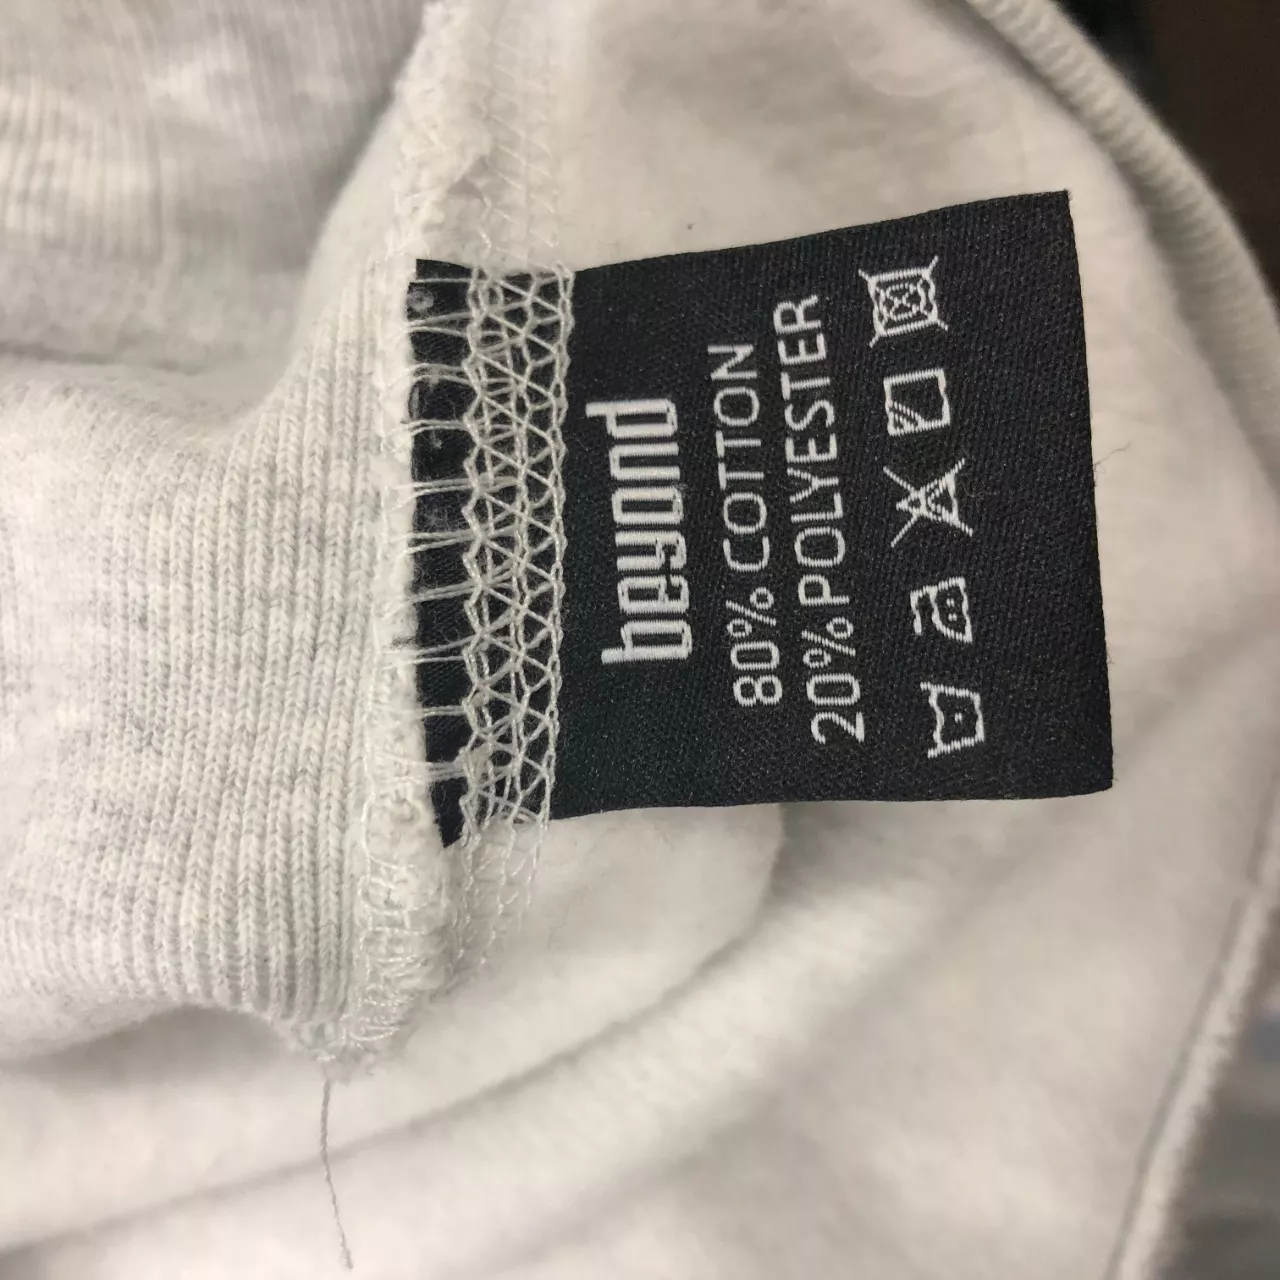 beyond
80% COTTON
20% POLYESTER